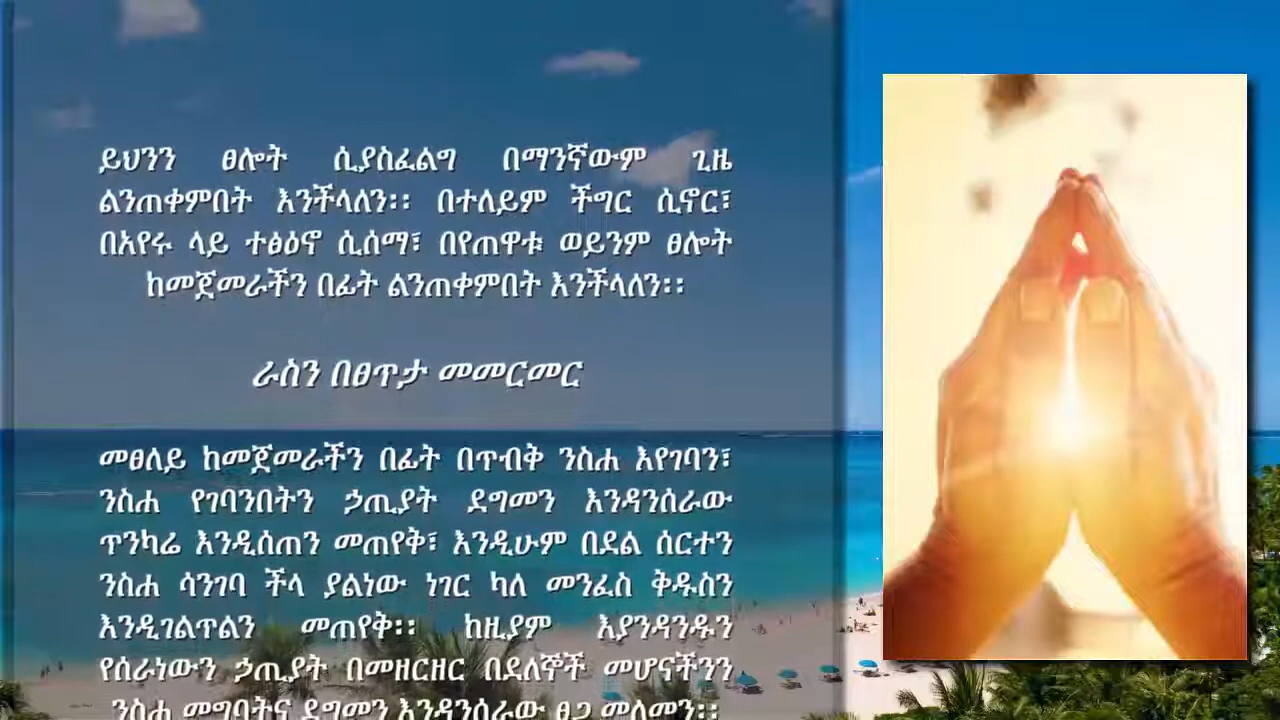 ይህንን ፀሎት ሲያስፈልግ በማንኛውም ጊዜ
ልንጠቀምበት እንችላለን፡፡ በተለይም ችግር ሲኖር፣
በአየሩ ላይ ተፅዕኖ ሲሰማ፣ በየጠዋቱ ወይንም ፀሎት
ከመጀመራችን በፊት ልንጠቀምበት እንችላለን፡፡
ራስን በፀጥታ መመርመር
መፀለይ ከመጀመራችን በፊት በጥብቅ ንስሐ እየገባን፣
ንስሐ የገባንበትን ኃጢያት ደግመን እንዳንሰራው
ጥንካሬ እንዲሰጠን መጠየቅ፣ እንዲሁም በደል ሰርተን
ንስሐ ሳንገባ ችላ ያልነው ነገር ካለ መንፈስ ቅዱስን
እንዲገልጥልን መጠየቅ፡፡ ከዚያም እያንዳንዱን
የሰራነውን ኃጢያት በመዘርዘር በደለኞች መሆናችንን
ንስሐ መግባትና ደግመን እንዳንሰራው ፀጋ መለመን፡፡